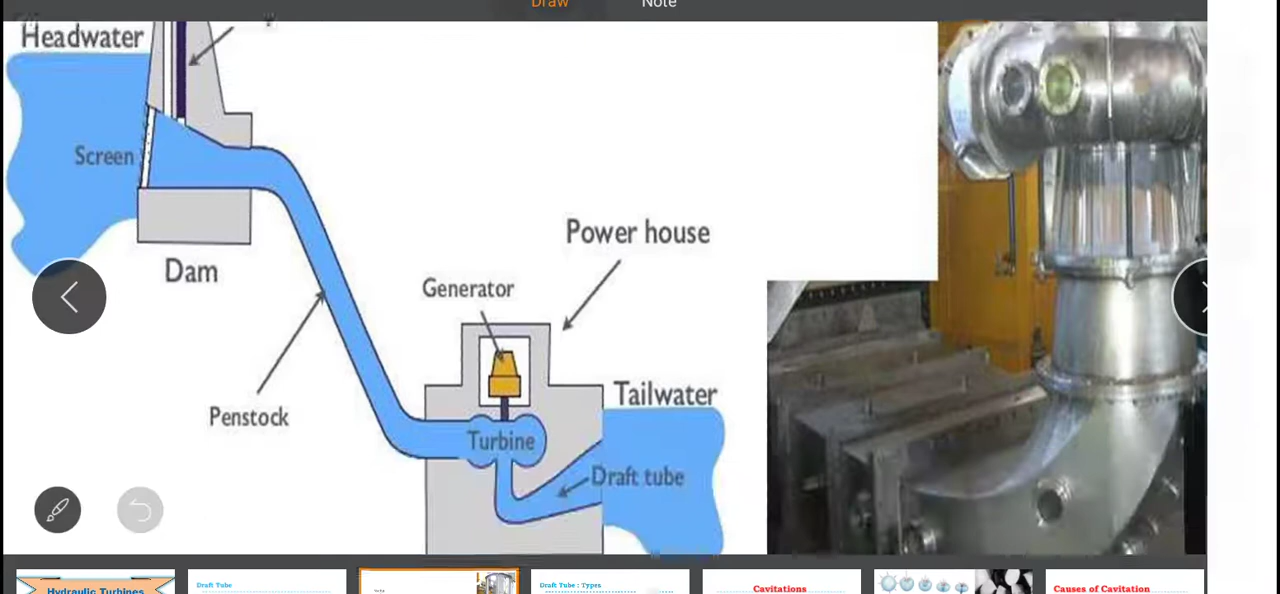 Draw
Note
Headwater
Screen
Dam
Power house
Generator
Penstock
Tailwater
Turbine
Draft tube
Hydraulic Turbines
Draft Tube
Draft Tube : Types
Cavitations
Causes of Cavitation